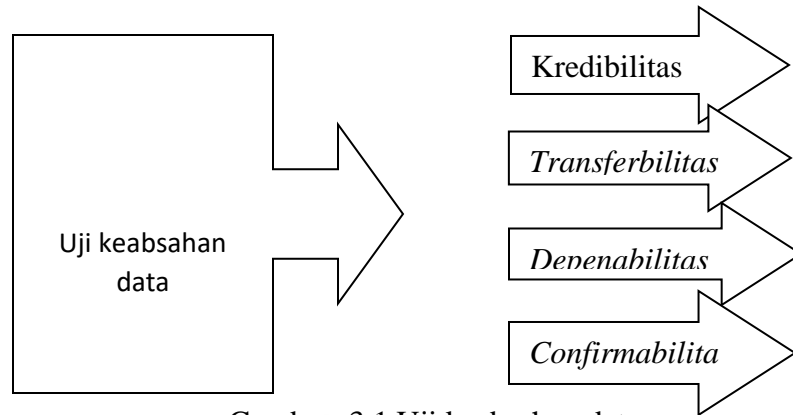 Uji keabsahan
data
Kredibilitas
Transferbilitas
Depenabilitas
Confirmabilita
Gambar 3.1 Uji keabsahan data